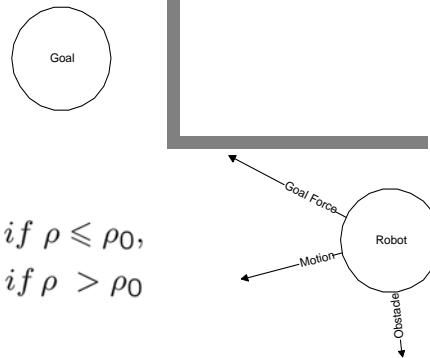 Goal
Goal Force
Robot
if ρ ⩽ ρ0,
Motion
if ρ > ρ0
Obstacle